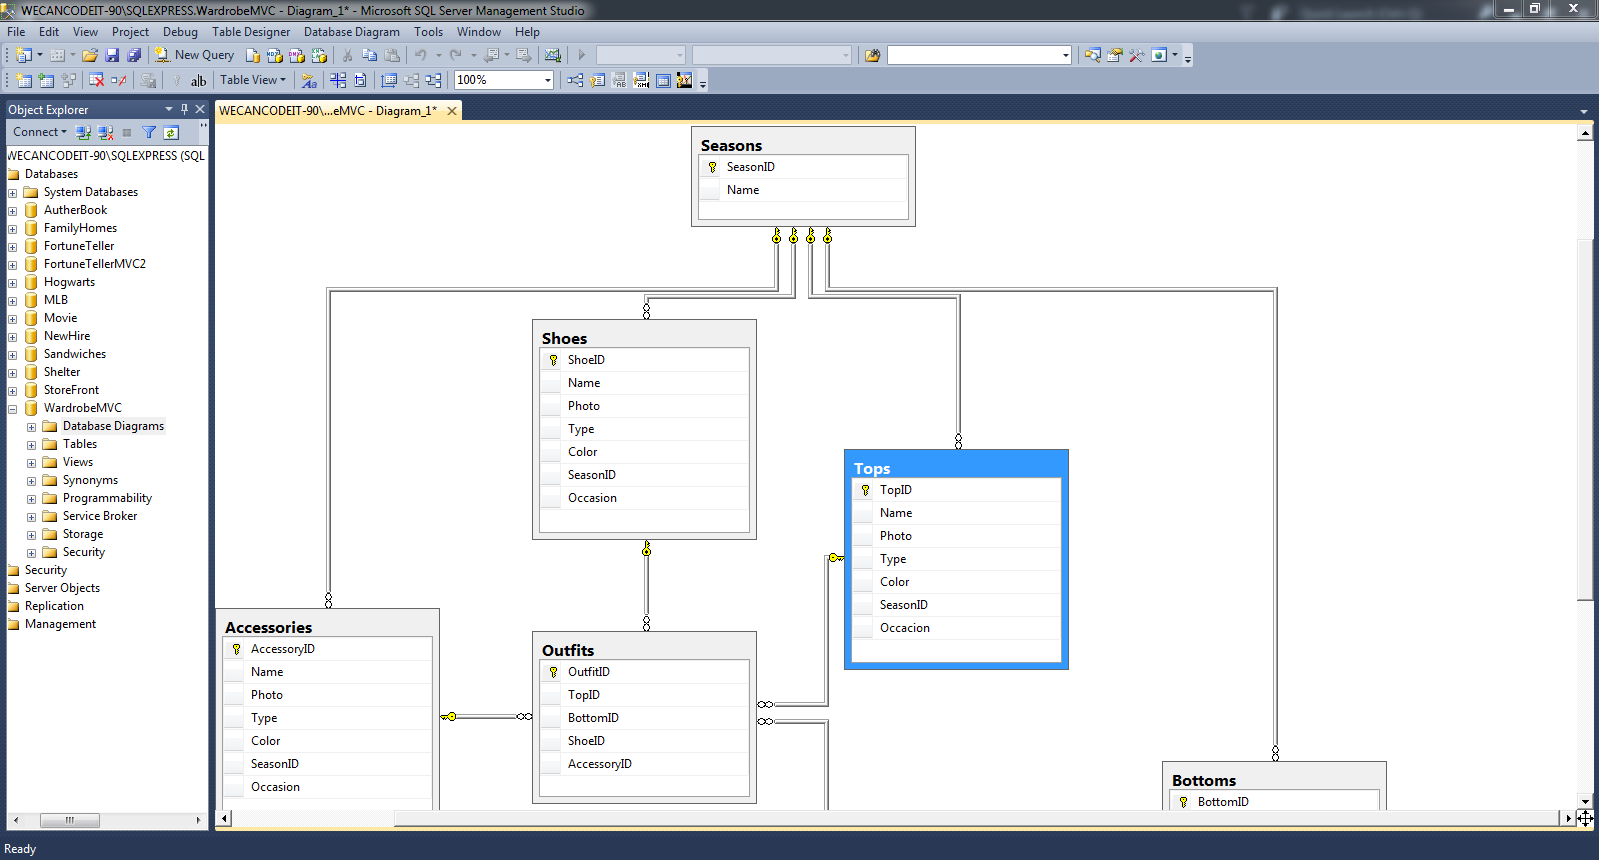 WECANCODEIT-90\SQLEXPRESS.WardrobeMVC - Diagram_1* - Microsoft SQL Server Management Studio
File Edit View Project Debug Table Designer Database Diagram Tools Window Help
New Query
Table View 100%
Object Explorer
Connect
WECANCODEIT-90\SQLEXPRESS (SQL
Databases
System Databases
AutherBook
FamilyHomes
FortuneTeller
FortuneTellerMVC2
Hogwarts
MLB
Movie
NewHire
Sandwiches
Shelter
StoreFront
WardrobeMVC
Database Diagrams
Tables
Views
Synonyms
Programmability
Service Broker
Storage
Security
Security
Server Objects
Replication
Management
WECANCODEIT-90\...eMVC - Diagram_1*
Seasons
SeasonID
Name
Shoes
ShoeID
Name
Photo
Type
Color
SeasonID
Occasion
Tops
TopID
Name
Photo
Type
Color
SeasonID
Occacion
Accessories
AccessoryID
Name
Photo
Type
Color
SeasonID
Occasion
Outfits
OutfitID
TopID
BottomID
ShoeID
AccessoryID
Bottoms
BottomID
Ready